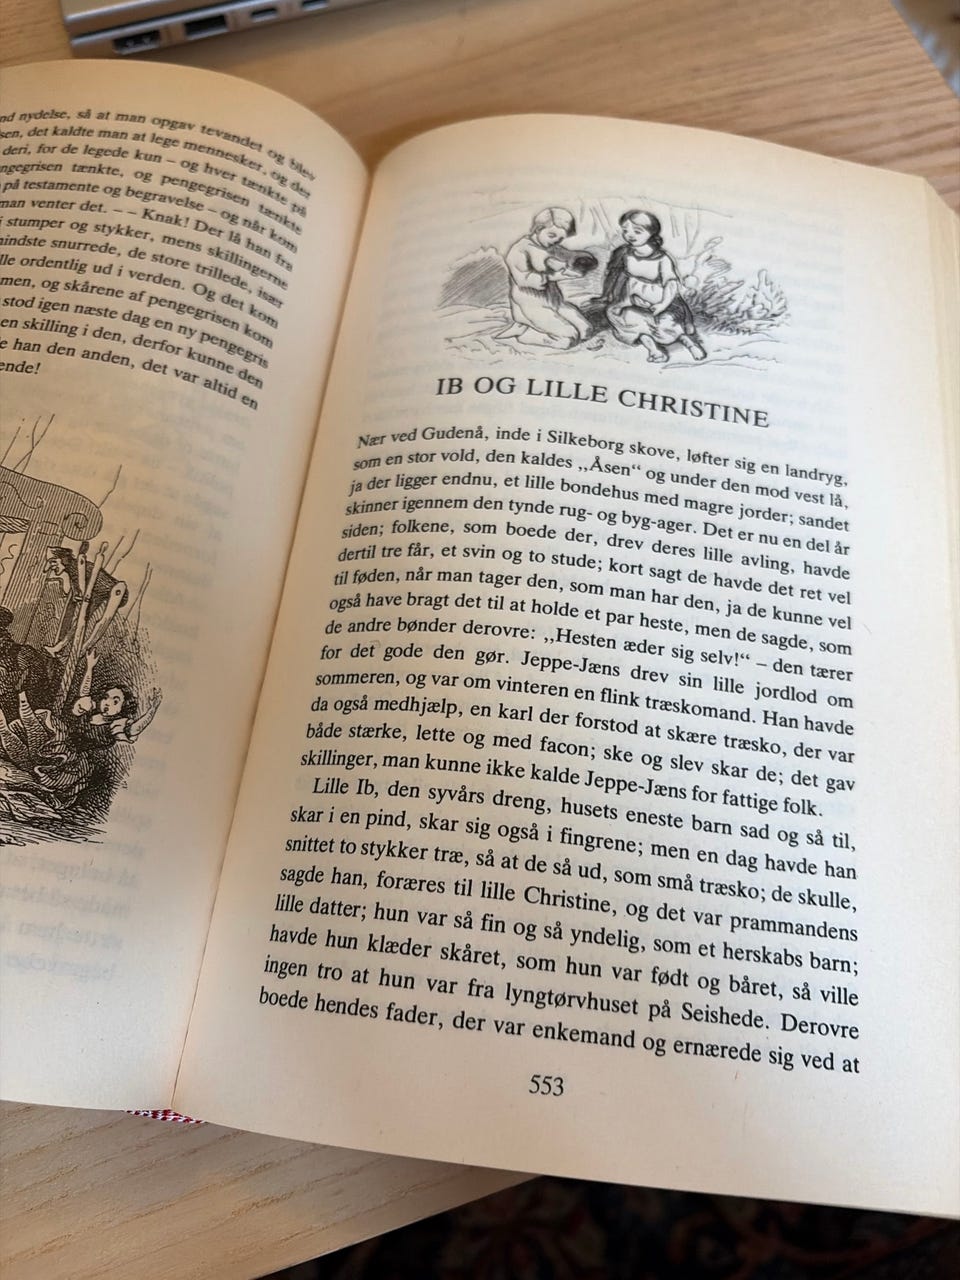 nd nydelse, så at man opgav tevandet og blev
sen, det kaldte man at lege mennesker, og der
deri, for de legede kun – og hver tænkte på
ngegrisen tænkte, og pengegrisen tænkte
på testamente og begravelse – og når kom
man venter det. – – Knak! Der lå han fra
i stumper og stykker, mens skillingerne
mindste snurrede, de store trillede, især
lle ordentlig ud i verden. Og det kom
men, og skårene af pengegrisen kom
stod igen næste dag en ny pengegris
en skilling i den, derfor kunne den
e han den anden, det var altid en
ende!
IB OG LILLE CHRISTINE
Nær ved Gudenå, inde i Silkeborg skove, løfter sig en landryg,
som en stor vold, den kaldes ,,Åsen“ og under den mod vest lå,
ja der ligger endnu, et lille bondehus med magre jorder; sandet
skinner igennem den tynde rug- og byg-ager. Det er nu en del år
siden; folkene, som boede der, drev deres lille avling, havde
dertil tre får, et svin og to stude; kort sagt de havde det ret vel
til føden, når man tager den, som man har den, ja de kunne vel
også have bragt det til at holde et par heste, men de sagde, som
de andre bønder derovre: ,,Hesten æder sig selv!“ – den tærer
for det gode den gør. Jeppe-Jæns drev sin lille jordlod om
sommeren, og var om vinteren en flink træskomand. Han havde
da også medhjælp, en karl der forstod at skære træsko, der var
både stærke, lette og med facon; ske og slev skar de; det gav
skillinger, man kunne ikke kalde Jeppe-Jæns for fattige folk.
Lille Ib, den syvårs dreng, husets eneste barn sad og så til,
skar i en pind, skar sig også i fingrene; men en dag havde han
snittet to stykker træ, så at de så ud, som små træsko; de skulle,
sagde han, foræres til lille Christine, og det var prammandens
lille datter; hun var så fin og så yndelig, som et herskabs barn;
havde hun klæder skåret, som hun var født og båret, så ville
ingen tro at hun var fra lyngtørvhuset på Seishede. Derovre
boede hendes fader, der var enkemand og ernærede sig ved at
553